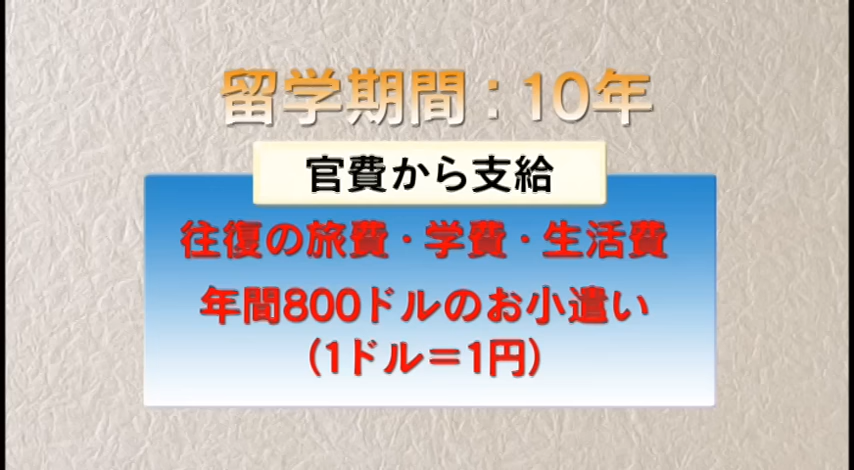 留学期間：10年
官費から支給
往復の旅費・学費・生活費
年間800ドルのお小遣い
(1ドル＝1円)